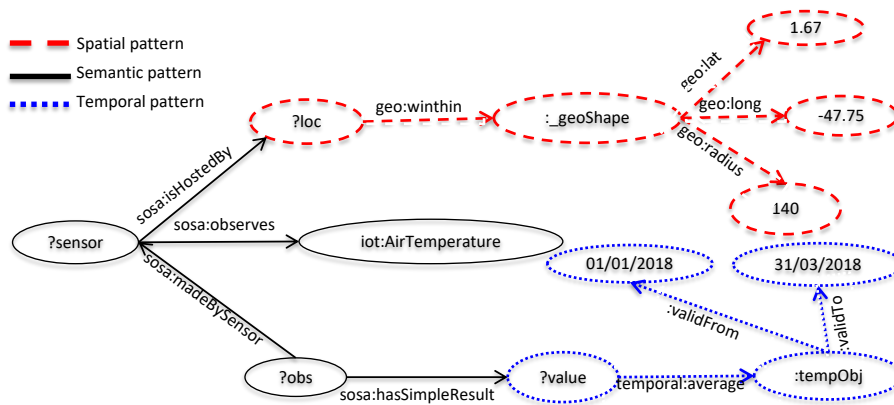 Spatial pattern
Semantic pattern
Temporal pattern
1.67
geo:lat
?loc
geo:winthin
:_geoShape
geo:long
-47.75
geo:radius
140
sosa:isHostedBy
?sensor
sosa:observes
iot:AirTemperature
01/01/2018
31/03/2018
sosa:madeBySensor
:validFrom
:validTo
?obs
sosa:hasSimpleResult
?value
temporal:average
:tempObj